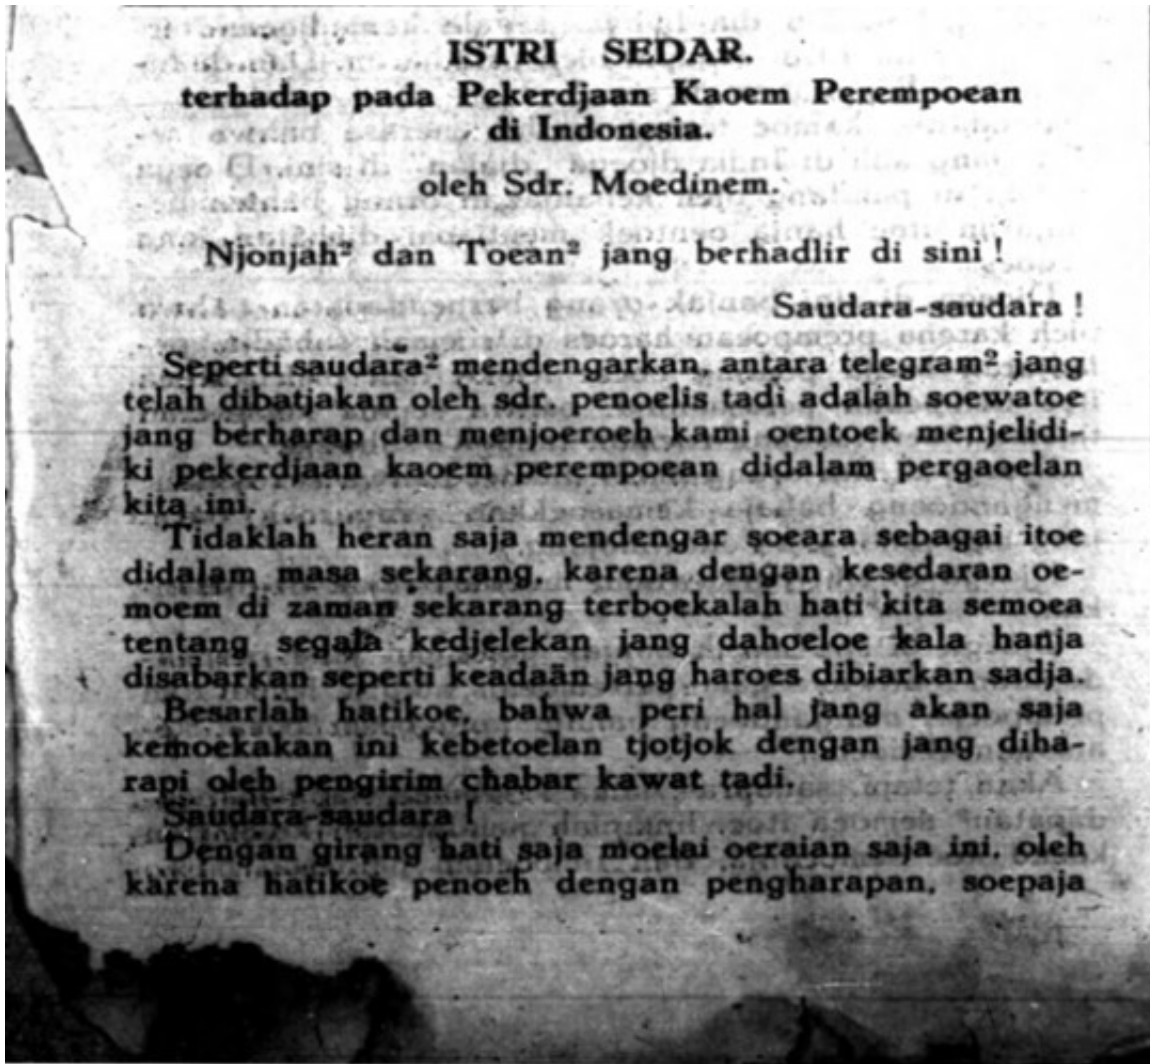 ISTRI SEDAR.
terhadap pada Pekerdjaan Kaoem Perempoean
di Indonesia.
oleh Sdr. Moedinem.
Njonjah² dan Toean² jang berhadlir di sini !
Saudara-saudara !
Seperti saudara² mendengarkan, antara telegram² jang
telah dibatjakan oleh sdr. penoelis tadi adalah soewatoe
jang berharap dan menjoeroeh kami oentoek menjelidi-
ki pekerdjaan kaoem perempoean didalam pergaoelan
kita ini.
Tidaklah heran saja mendengar soeara sebagai itoe
didalam masa sekarang, karena dengan kesedaran oe-
moem di zaman sekarang terboekalah hati kita semoea
tentang segala kedjelekan jang dahoeloe kala hanja
disabarkan seperti keadaän jang haroes dibiarkan sadja.
Besarlah hatikoe, bahwa peri hal jang akan saja
kemoekakan ini kebetoelan tjotjok dengan jang diha-
rapi oleh pengirim chabar kawat tadi.
Saudara-saudara !
Dengan girang hati saja moelai oeraian saja ini, oleh
karena hatikoe penoeh dengan pengharapan, soepaja